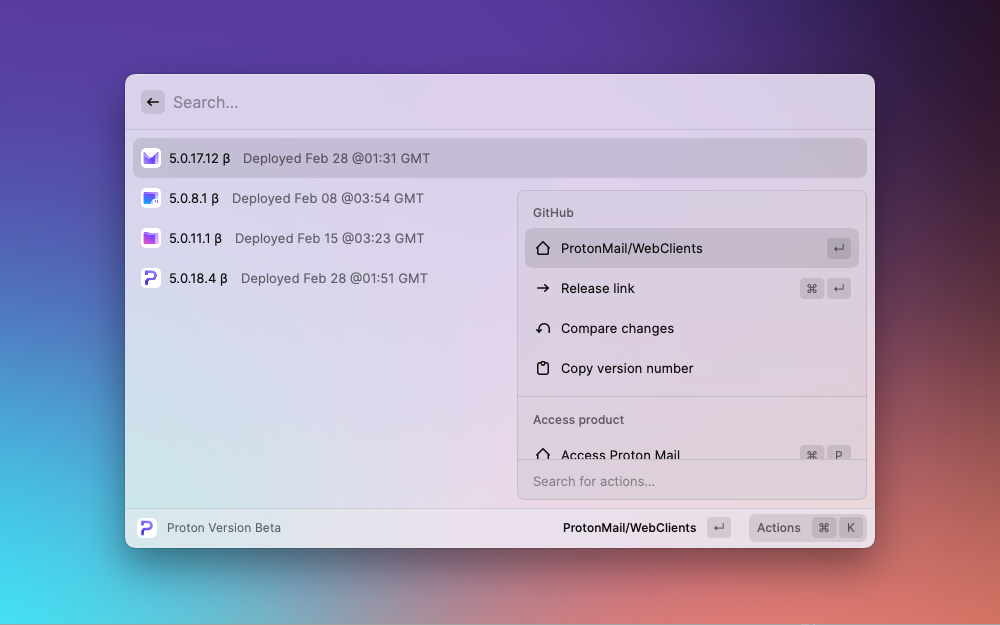 Search...
5.0.17.12 β Deployed Feb 28 @01:31 GMT
5.0.8.1 β Deployed Feb 08 @03:54 GMT
5.0.11.1 β Deployed Feb 15 @03:23 GMT
5.0.18.4 β Deployed Feb 28 @01:51 GMT
GitHub
ProtonMail/WebClients ↵
Release link ⌘ ↵
Compare changes
Copy version number
Access product
Access Proton Mail ⌘ P
Search for actions...
Proton Version Beta
ProtonMail/WebClients ↵ Actions ⌘ K